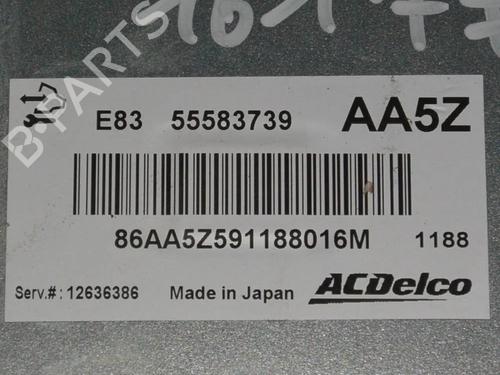 E83 55583739 AA5Z
86AA5Z591188016M 1188
Serv.#: 12636386 Made in Japan ACDelco
B-PARTS